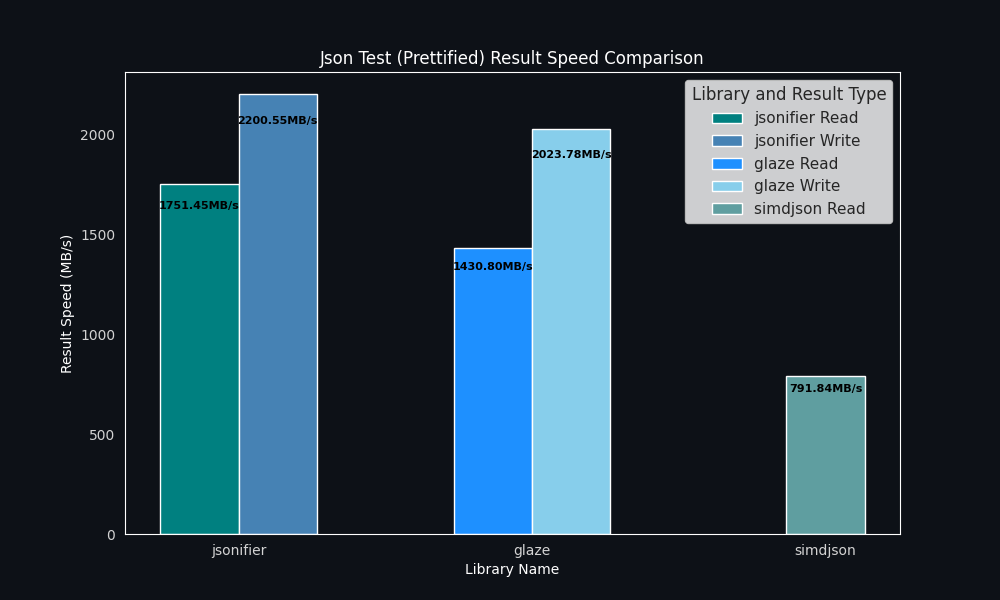 Json Test (Prettified) Result Speed Comparison
Library and Result Type
jsonifier Read
jsonifier Write
glaze Read
glaze Write
simdjson Read
2200.55MB/s
2023.78MB/s
1751.45MB/s
1430.80MB/s
791.84MB/s
Result Speed (MB/s)
2000
1500
1000
500
0
jsonifier
glaze
simdjson
Library Name